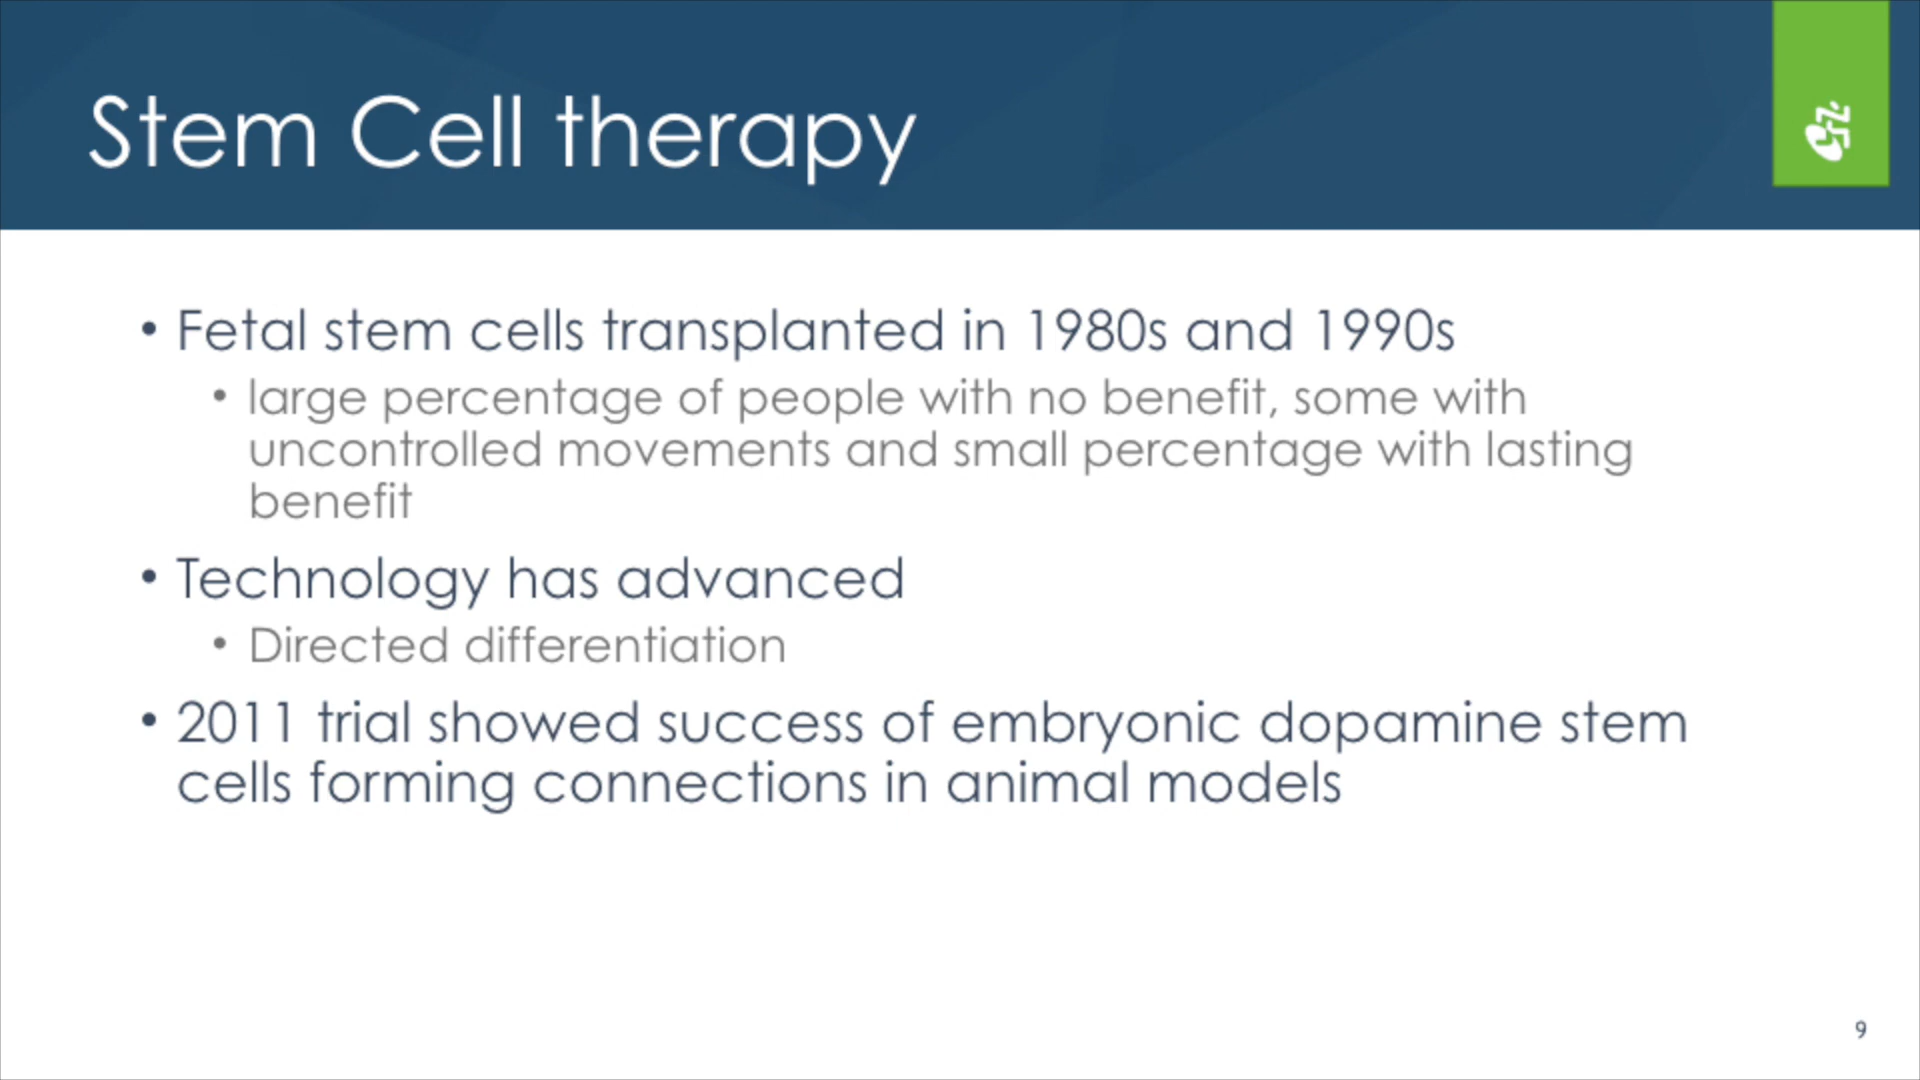 Stem Cell therapy
• Fetal stem cells transplanted in 1980s and 1990s
• large percentage of people with no benefit, some with
uncontrolled movements and small percentage with lasting
benefit
• Technology has advanced
• Directed differentiation
• 2011 trial showed success of embryonic dopamine stem
cells forming connections in animal models
9